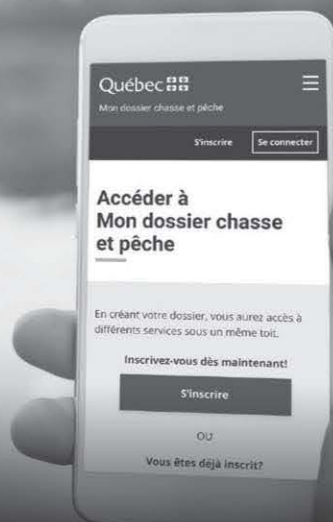 Québec
Mon dossier chasse et pêche
S'inscrire Se connecter
Accéder à
Mon dossier chasse
et pêche
En créant votre dossier, vous aurez accès à
différents services sous un même toit.
Inscrivez-vous dès maintenant!
S'inscrire
OU
Vous êtes déjà inscrit?